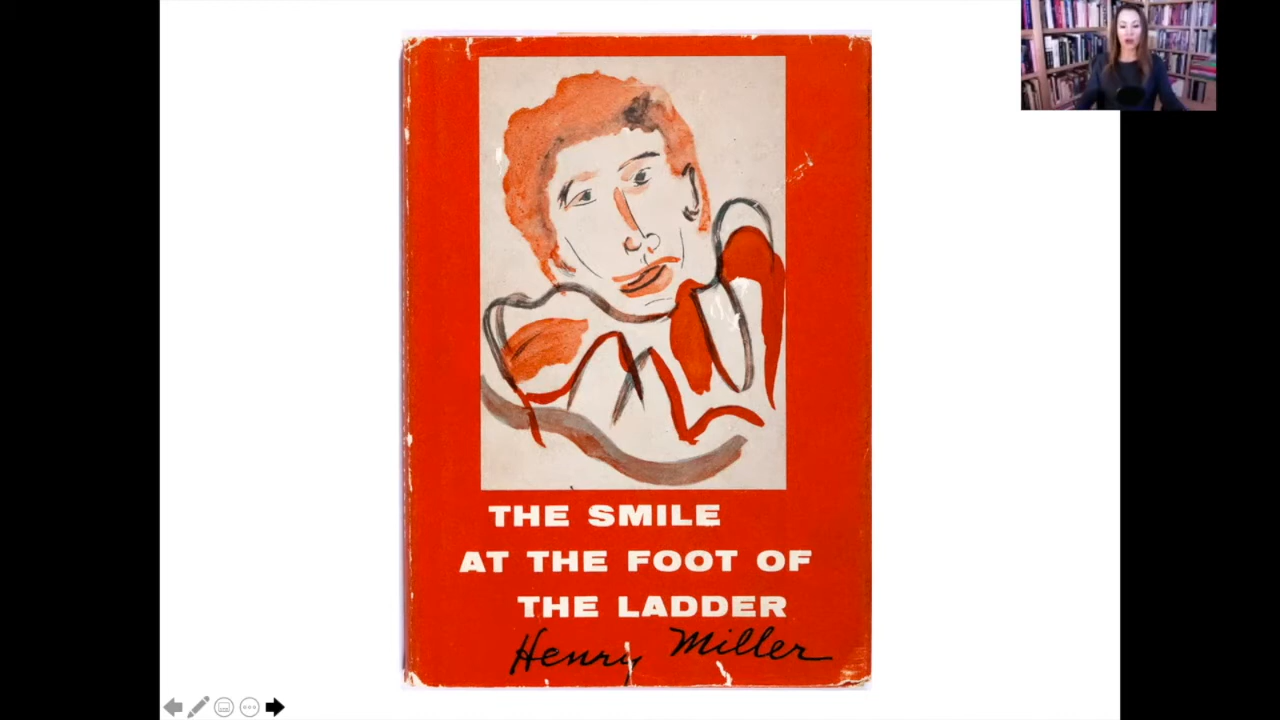 THE SMILE
AT THE FOOT OF
THE LADDER
Henry Miller